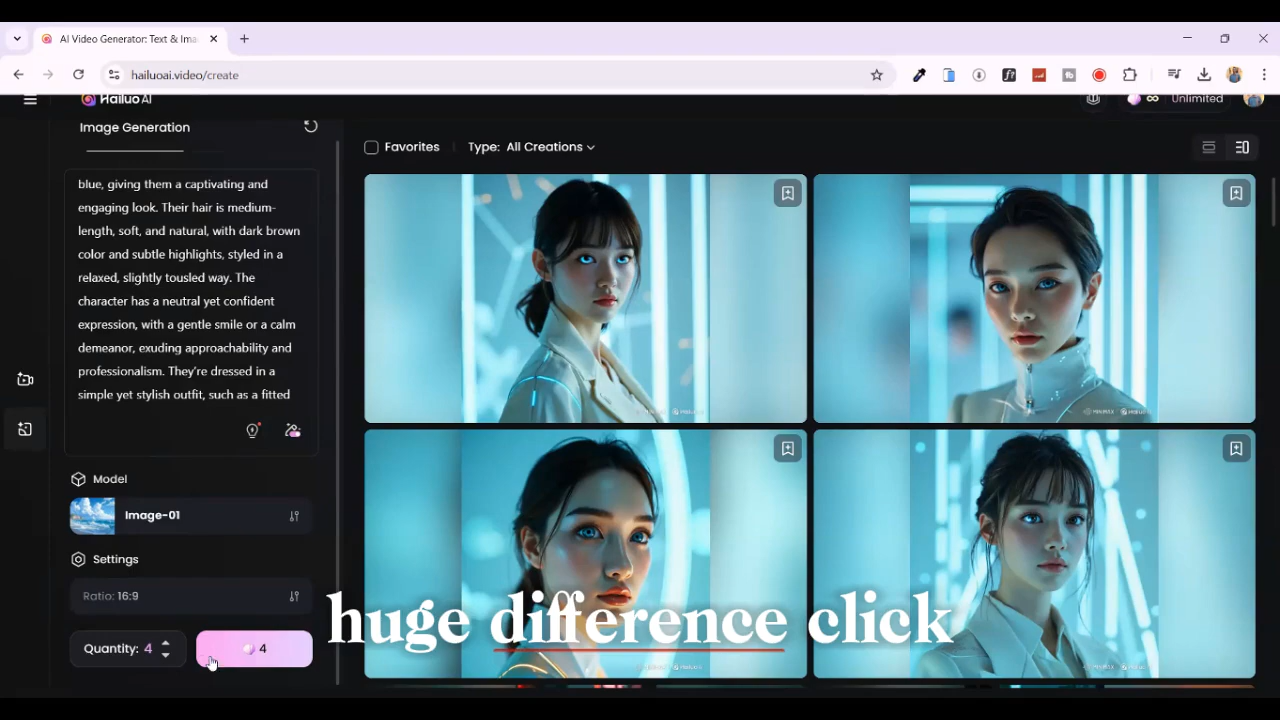 AI Video Generator: Text & Ima
hailuoai.video/create
Hailuo AI
Unlimited
Image Generation
Favorites
Type: All Creations
blue, giving them a captivating and
engaging look. Their hair is medium-
length, soft, and natural, with dark brown
color and subtle highlights, styled in a
relaxed, slightly tousled way. The
character has a neutral yet confident
expression, with a gentle smile or a calm
demeanor, exuding approachability and
professionalism. They're dressed in a
simple yet stylish outfit, such as a fitted
Model
Image-01
Settings
Ratio: 16:9
Quantity: 4
4
huge difference click